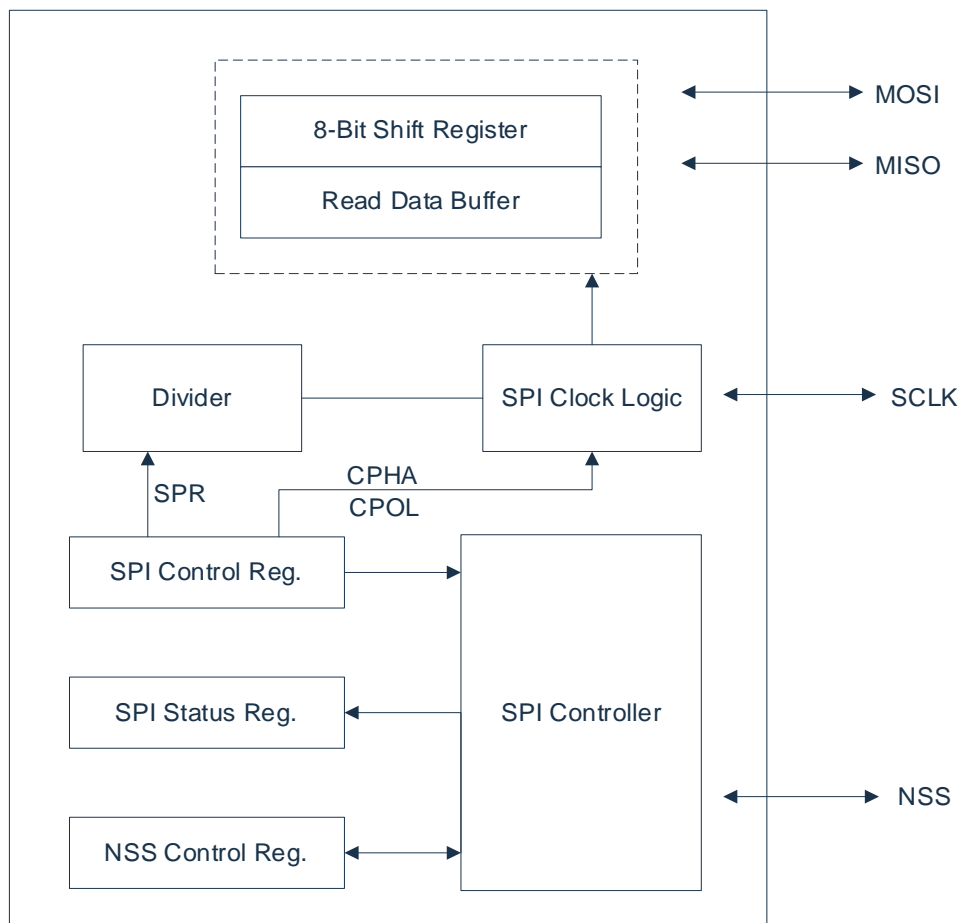 MOSI
8-Bit Shift Register
MISO
Read Data Buffer
Divider
SPI Clock Logic
SCLK
CPHA
SPR
CPOL
SPI Control Reg.
SPI Status Reg.
SPI Controller
NSS
NSS Control Reg.